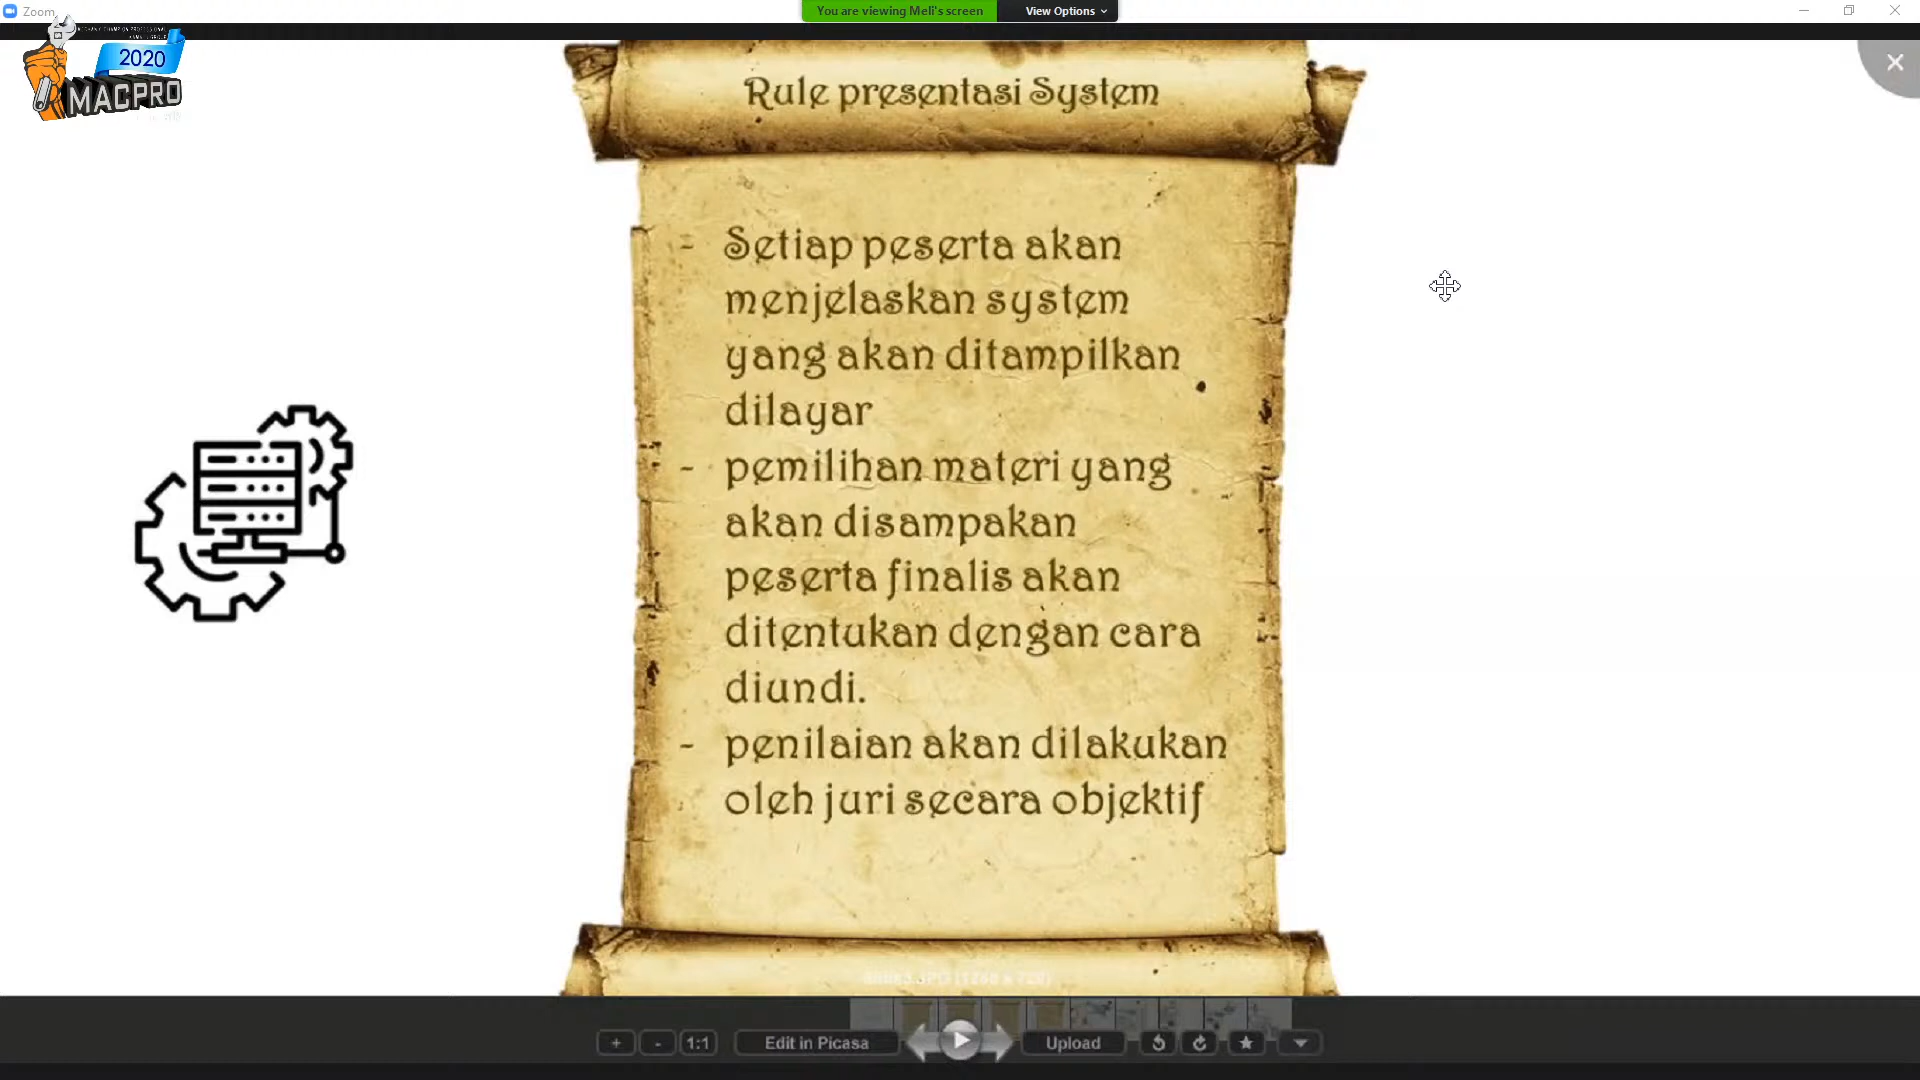 Zoom
You are viewing Meli's screen
View Options
2020
MACPRO
Rule presentasi System
- Setiap peserta akan
menjelaskan system
yang akan ditampilkan
dilayar
- pemilihan materi yang
akan disampakan
peserta finalis akan
ditentukan dengan cara
diundi.
- penilaian akan dilakukan
oleh juri secara objektif
+
-
1:1
Edit in Picasa
Upload